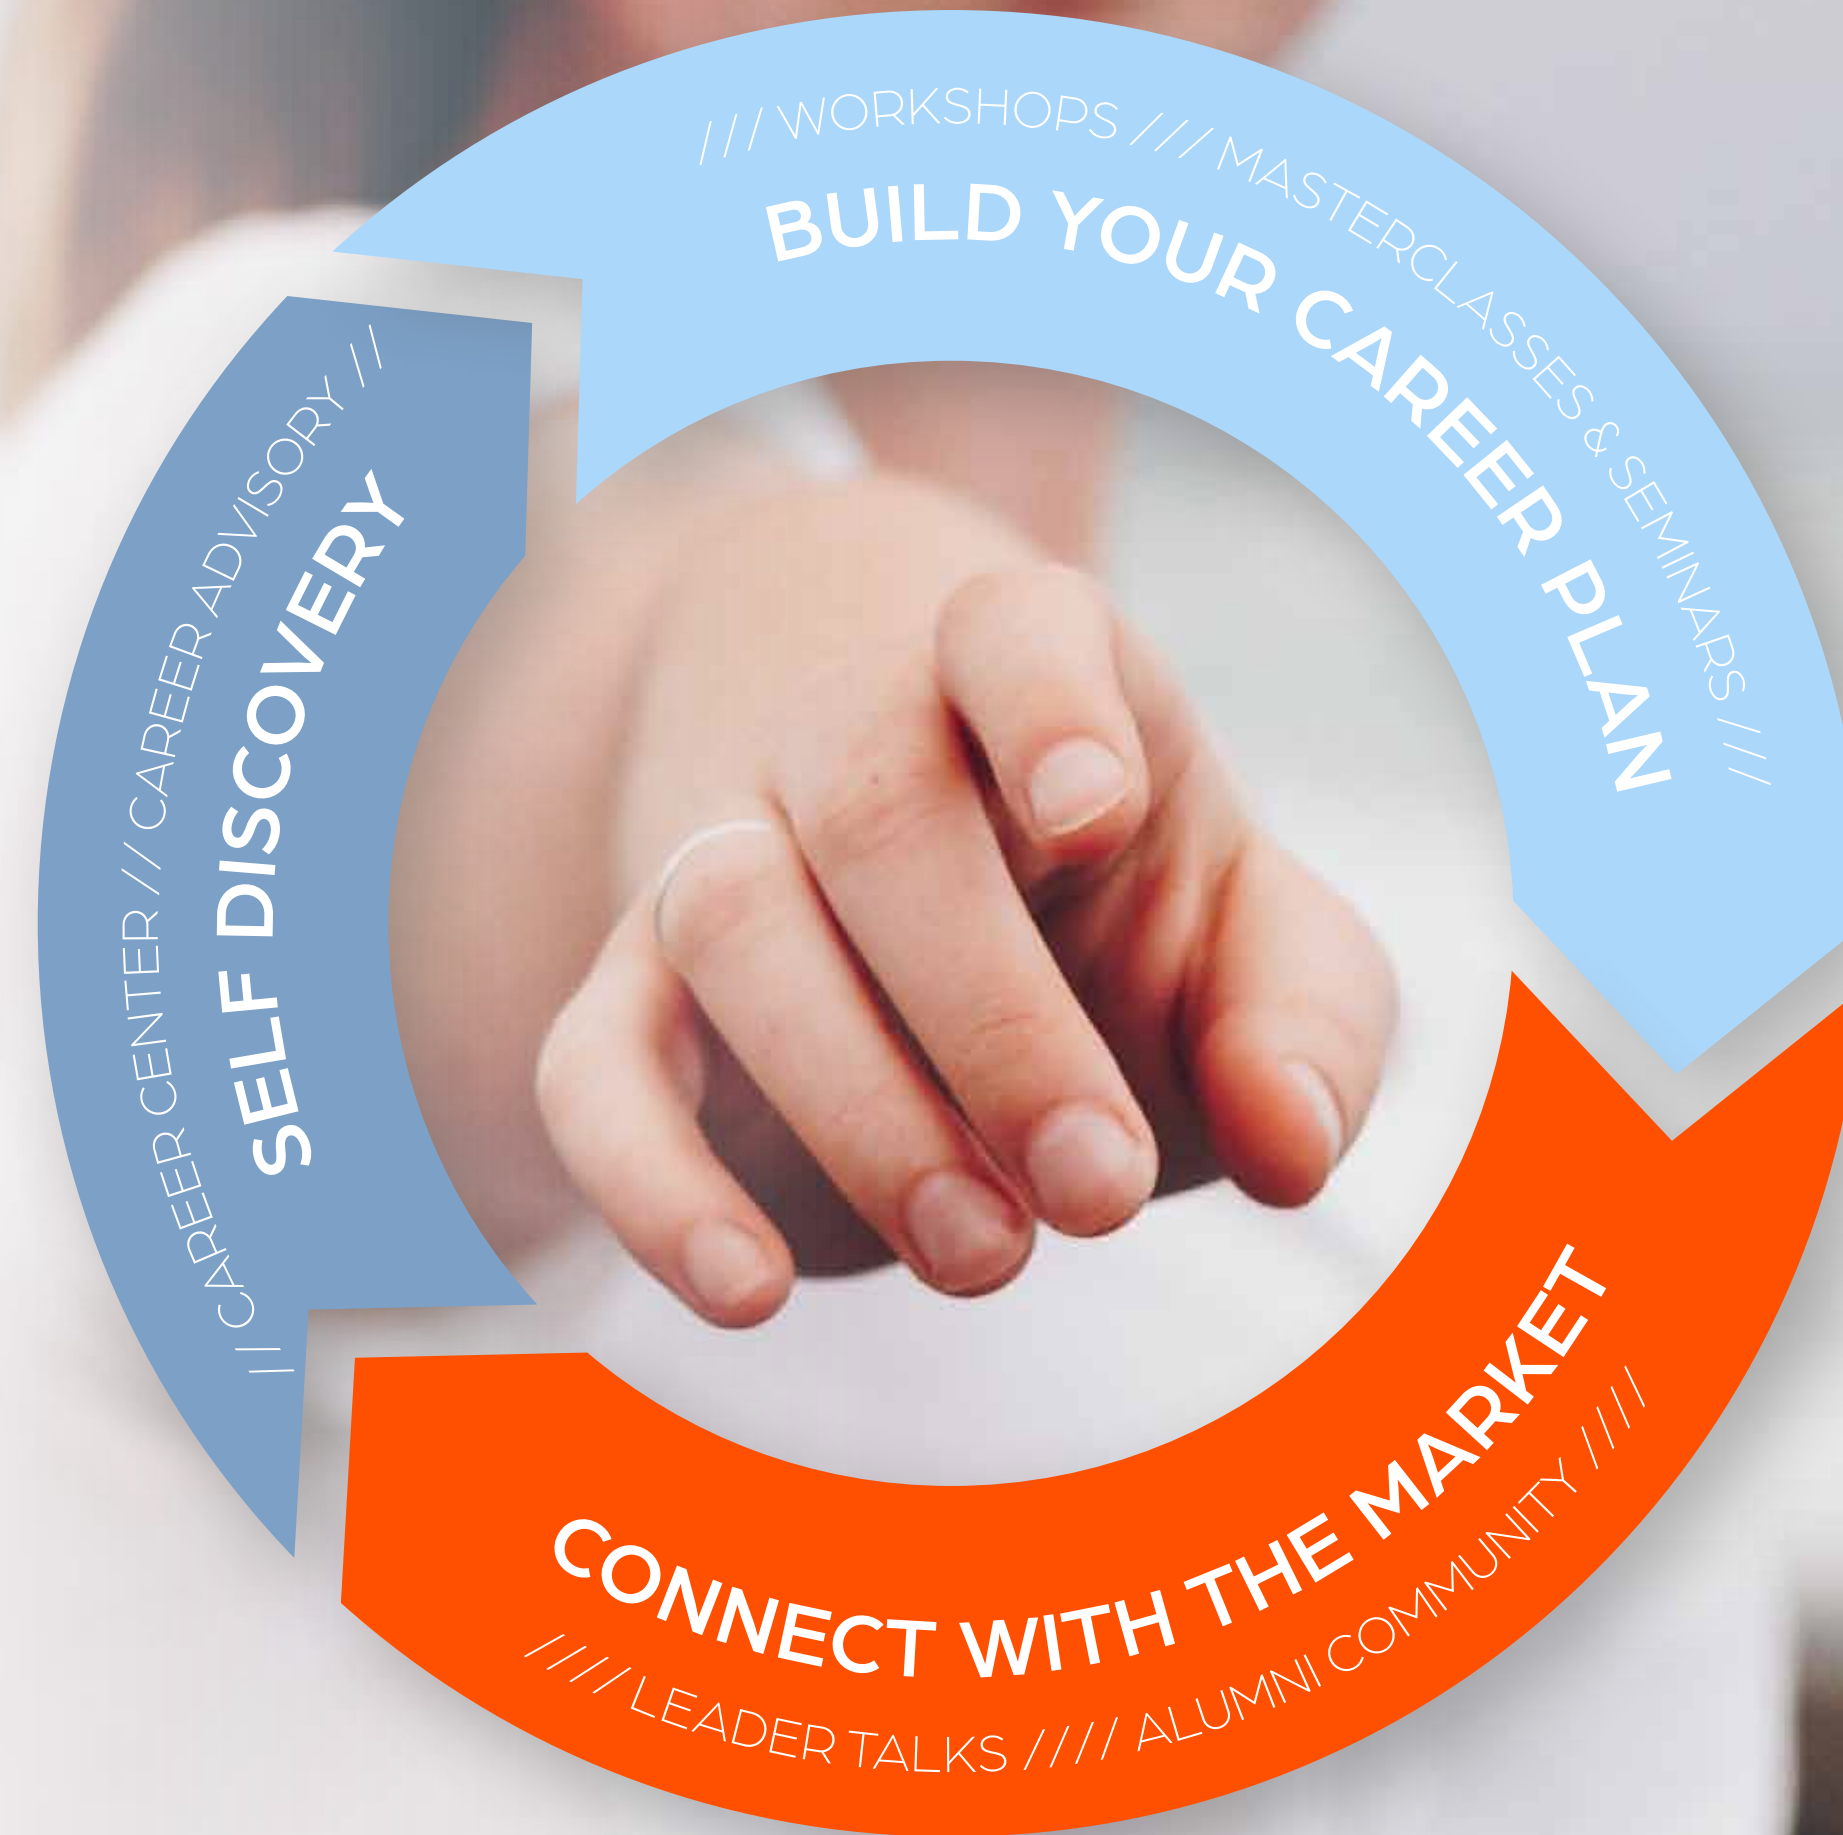 /// WORKSHOPS /// MASTERCLASSES & SEMINARS ///
BUILD YOUR CAREER PLAN
// CAREER CENTER // CAREER ADVISORY //
SELF DISCOVERY
CONNECT WITH THE MARKET
//// LEADER TALKS //// ALUMNI COMMUNITY ////